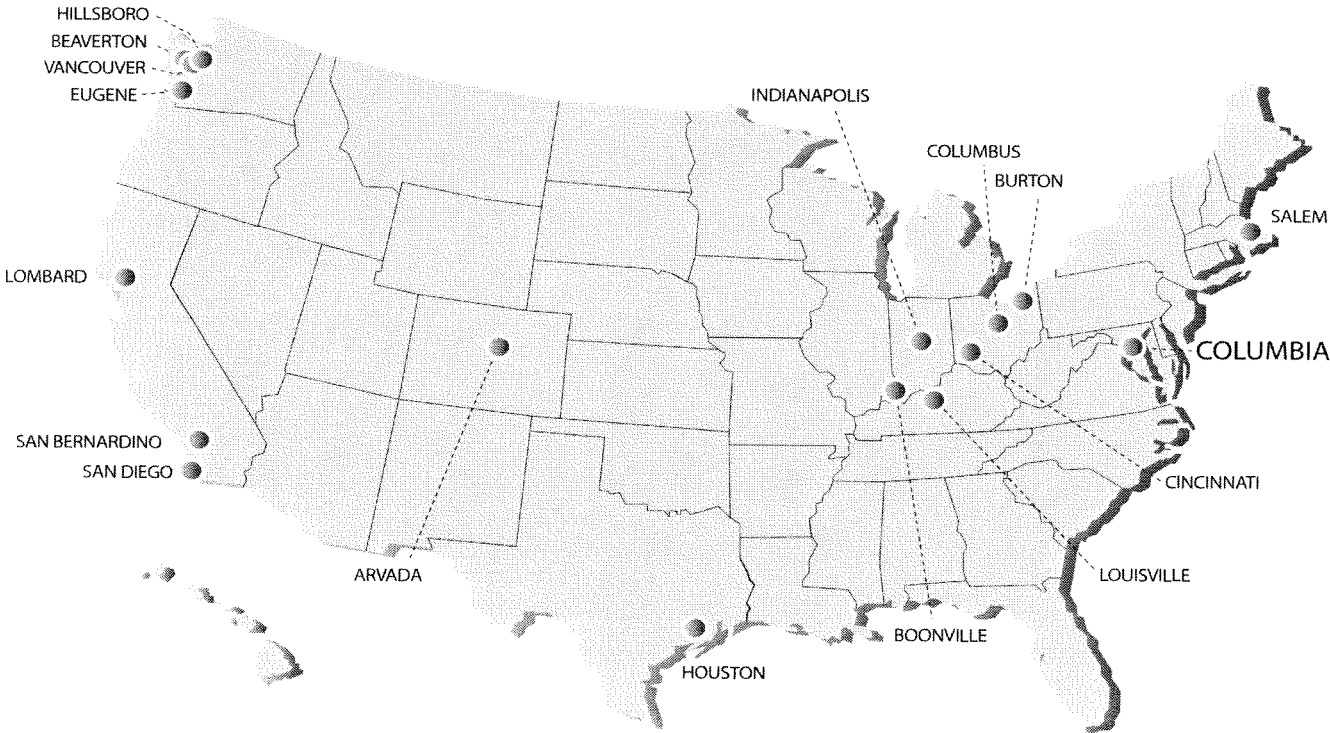 HILLSBORO
BEAVERTON
VANCOUVER
EUGENE
INDIANAPOLIS
COLUMBUS
BURTON
SALEM
LOMBARD
COLUMBIA
SAN BERNARDINO
SAN DIEGO
CINCINNATI
ARVADA
LOUISVILLE
BOONVILLE
HOUSTON